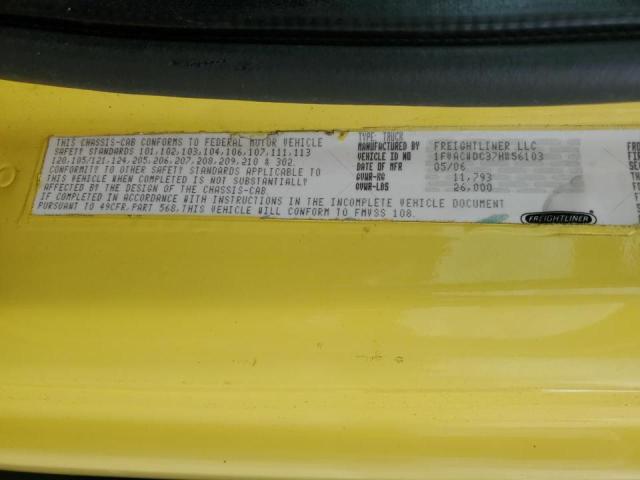 THIS CHASSIS-CAB CONFORMS TO FEDERAL MOTOR VEHICLE
SAFETY STANDARDS 101,102,103,104,106,107,111,113
120,105/121,124,205,206,207,208,209,210 & 302.
CONFORMITY TO OTHER SAFETY STANDARDS FOR WHICH
THIS VEHICLE WHEN COMPLETED IS NOT SUBSTANTIALLY
AFFECTED BY THE DESIGN OF THE CHASSIS-CAB
IF COMPLETED IN ACCORDANCE WITH INSTRUCTIONS IN THE INCOMPLETE VEHICLE DOCUMENT
PURSUANT TO 49CFR,PART 568,THIS VEHICLE WILL CONFORM TO FMVSS 108.
TYPE: TRUCK
MANUFACTURED BY FREIGHTLINER LLC
VEHICLE ID NO. 1FVACWDC37HW56103
DATE OF MFR 05/06
GVWR-KG 11,793
GVWR-LBS 26,000
FREIGHTLINER